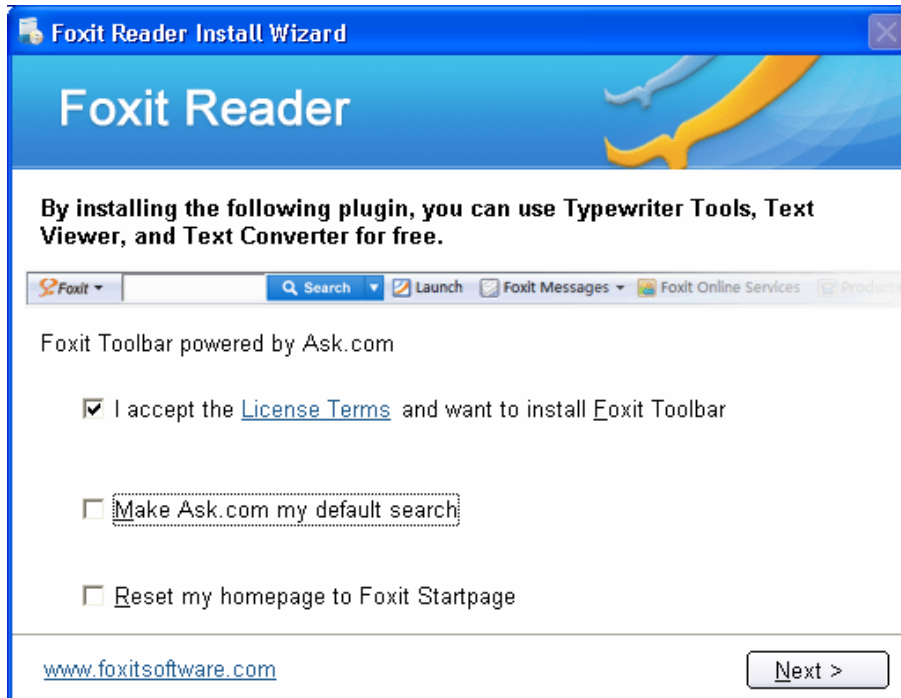 Foxit Reader Install Wizard
Foxit Reader
By installing the following plugin, you can use Typewriter Tools, Text
Viewer, and Text Converter for free.
Foxit Search Launch Foxit Messages Foxit Online Services Products
Foxit Toolbar powered by Ask.com
I accept the License Terms and want to install Foxit Toolbar
Make Ask.com my default search
Reset my homepage to Foxit Startpage
www.foxitsoftware.com Next >